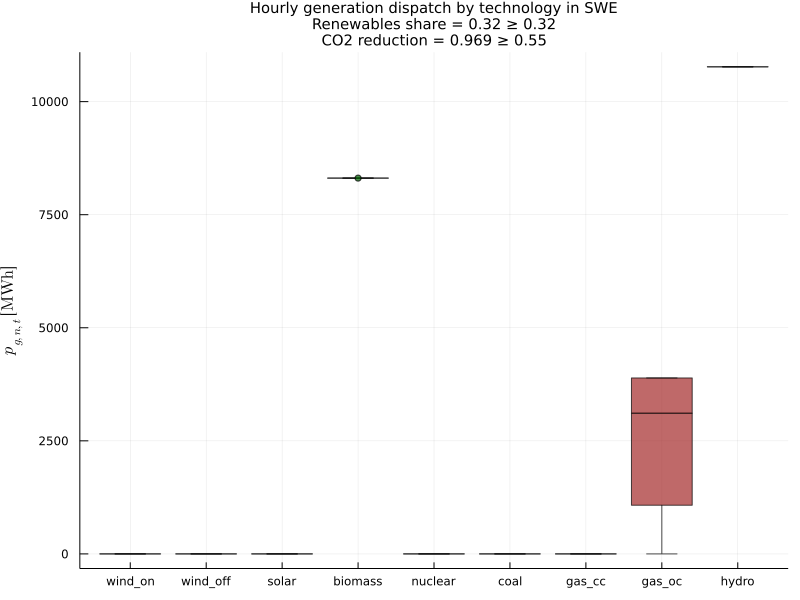 Hourly generation dispatch by technology in SWE
Renewables share = 0.32 ≥ 0.32
CO2 reduction = 0.969 ≥ 0.55
p_{g,n,t} [MWh]
10000
7500
5000
2500
0
wind_on wind_off solar biomass nuclear coal gas_cc gas_oc hydro